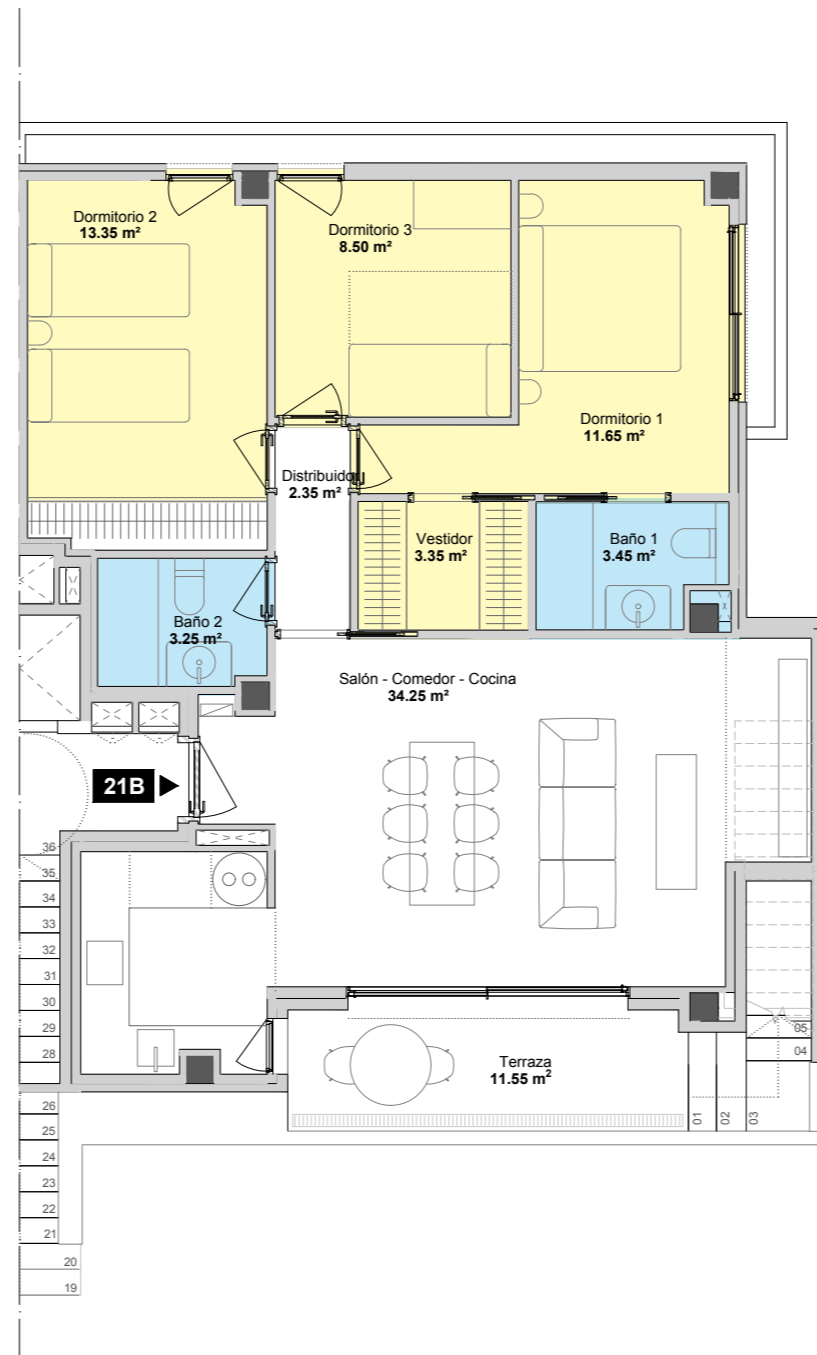 Dormitorio 2
13.35 m²
Dormitorio 3
8.50 m²
Dormitorio 1
11.65 m²
Distribuidor
2.35 m²
Vestidor
3.35 m²
Baño 1
3.45 m²
Baño 2
3.25 m²
Salón - Comedor - Cocina
34.25 m²
21B
36
35
34
33
32
31
30
29
28
26
25
24
23
22
21
20
19
Terraza
11.55 m²
05
04
01
02
03